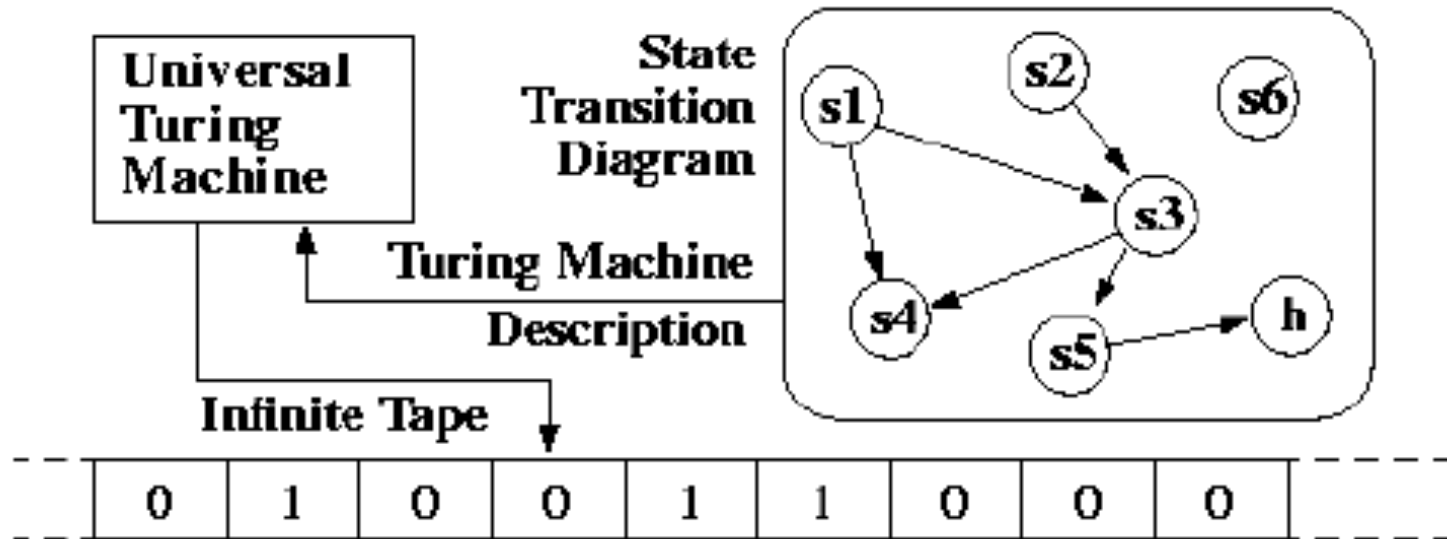 Universal
Turing
Machine
State
Transition
Diagram
s1
s2
s6
s3
s4
s5
h
Turing Machine
Description
Infinite Tape
0 1 0 0 1 1 0 0 0